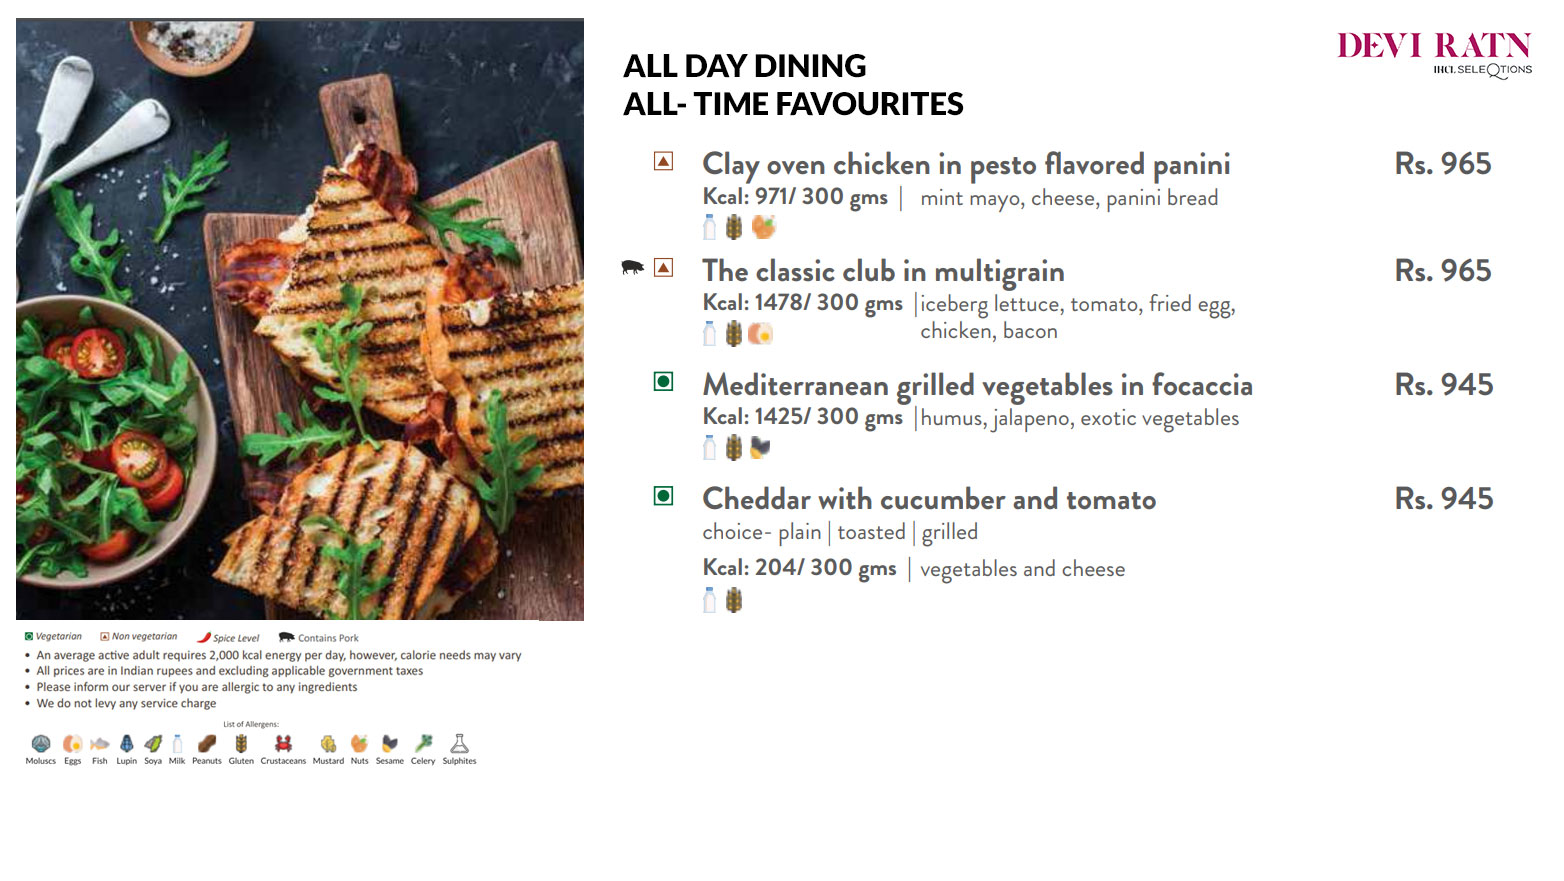 DEVI RATN
IHCL SELEQTIONS
ALL DAY DINING
ALL- TIME FAVOURITES
Clay oven chicken in pesto flavored panini Rs. 965
Kcal: 971/ 300 gms | mint mayo, cheese, panini bread
The classic club in multigrain Rs. 965
Kcal: 1478/ 300 gms |iceberg lettuce, tomato, fried egg,
chicken, bacon
Mediterranean grilled vegetables in focaccia Rs. 945
Kcal: 1425/ 300 gms |humus, jalapeno, exotic vegetables
Cheddar with cucumber and tomato Rs. 945
choice- plain | toasted | grilled
Kcal: 204/ 300 gms | vegetables and cheese
Vegetarian Non vegetarian Spice Level Contains Pork
• An average active adult requires 2,000 kcal energy per day, however, calorie needs may vary
• All prices are in Indian rupees and excluding applicable government taxes
• Please inform our server if you are allergic to any ingredients
• We do not levy any service charge
List of Allergens:
Moluscs Eggs Fish Lupin Soya Milk Peanuts Gluten Crustaceans Mustard Nuts Sesame Celery Sulphites